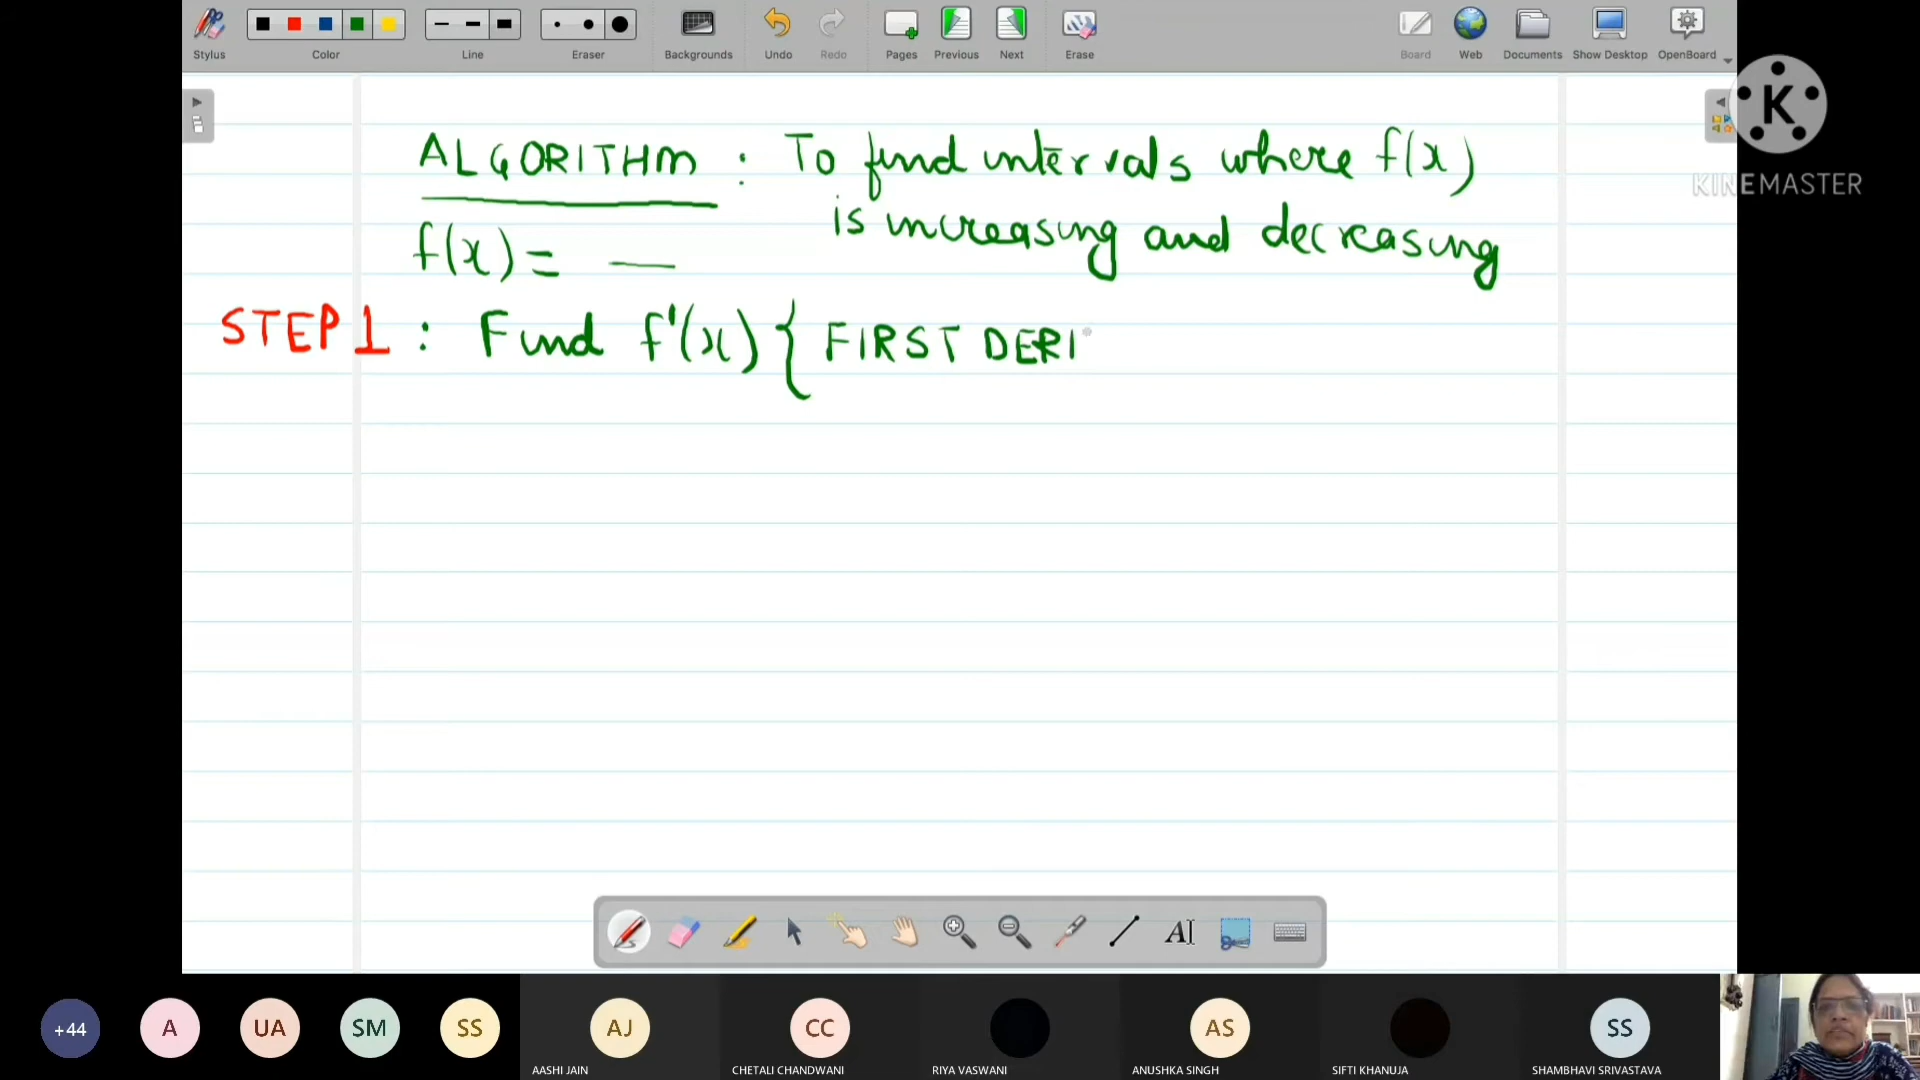 Stylus Color Line Eraser Backgrounds Undo Redo Pages Previous Next Erase Board Web Documents Show Desktop OpenBoard
K
KINEMASTER
ALGORITHM : To find intervals where f(x)
is increasing and decreasing
f(x) = —
STEP 1 : Find f'(x) { FIRST DERI
AI
+44 A UA SM SS AJ CC AS SS
AASHI JAIN CHETALI CHANDWANI RIYA VASWANI ANUSHKA SINGH SIFTI KHANUJA SHAMBHAVI SRIVASTAVA